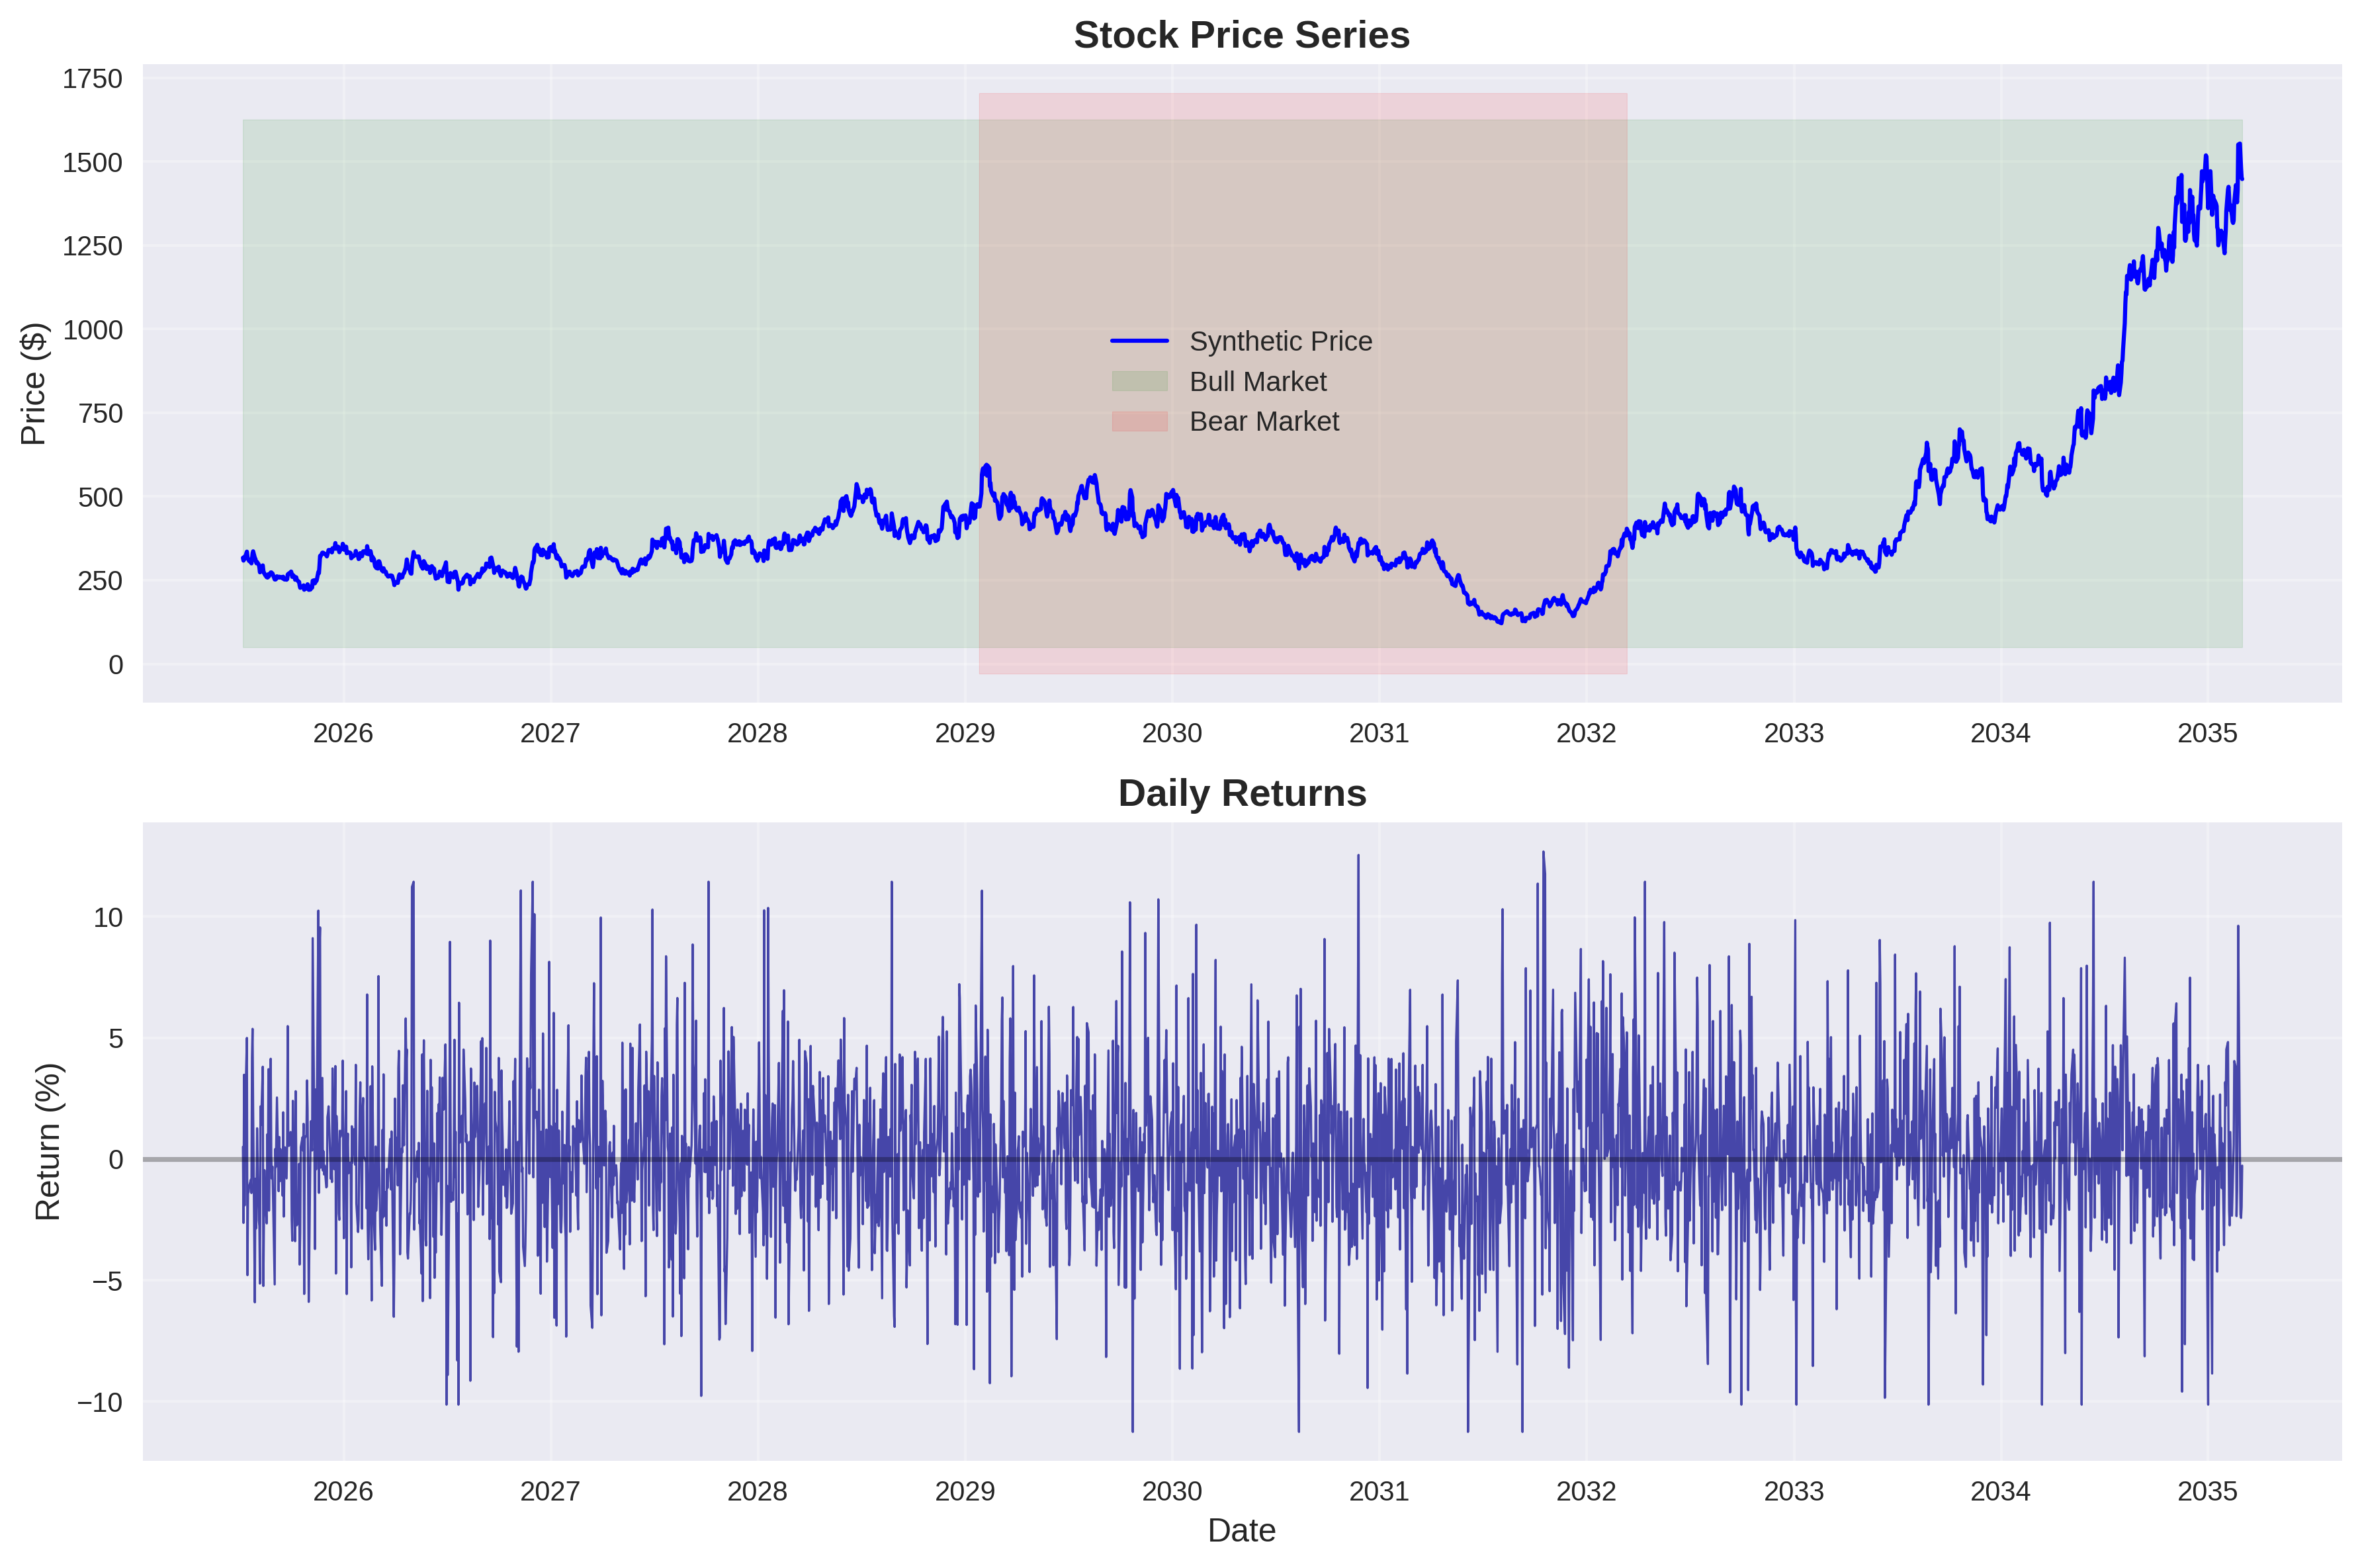 Stock Price Series
Price ($)
1750
1500
1250
1000
750
500
250
0
Synthetic Price
Bull Market
Bear Market
2026 2027 2028 2029 2030 2031 2032 2033 2034 2035
Daily Returns
Return (%)
10
5
0
−5
−10
2026 2027 2028 2029 2030 2031 2032 2033 2034 2035
Date